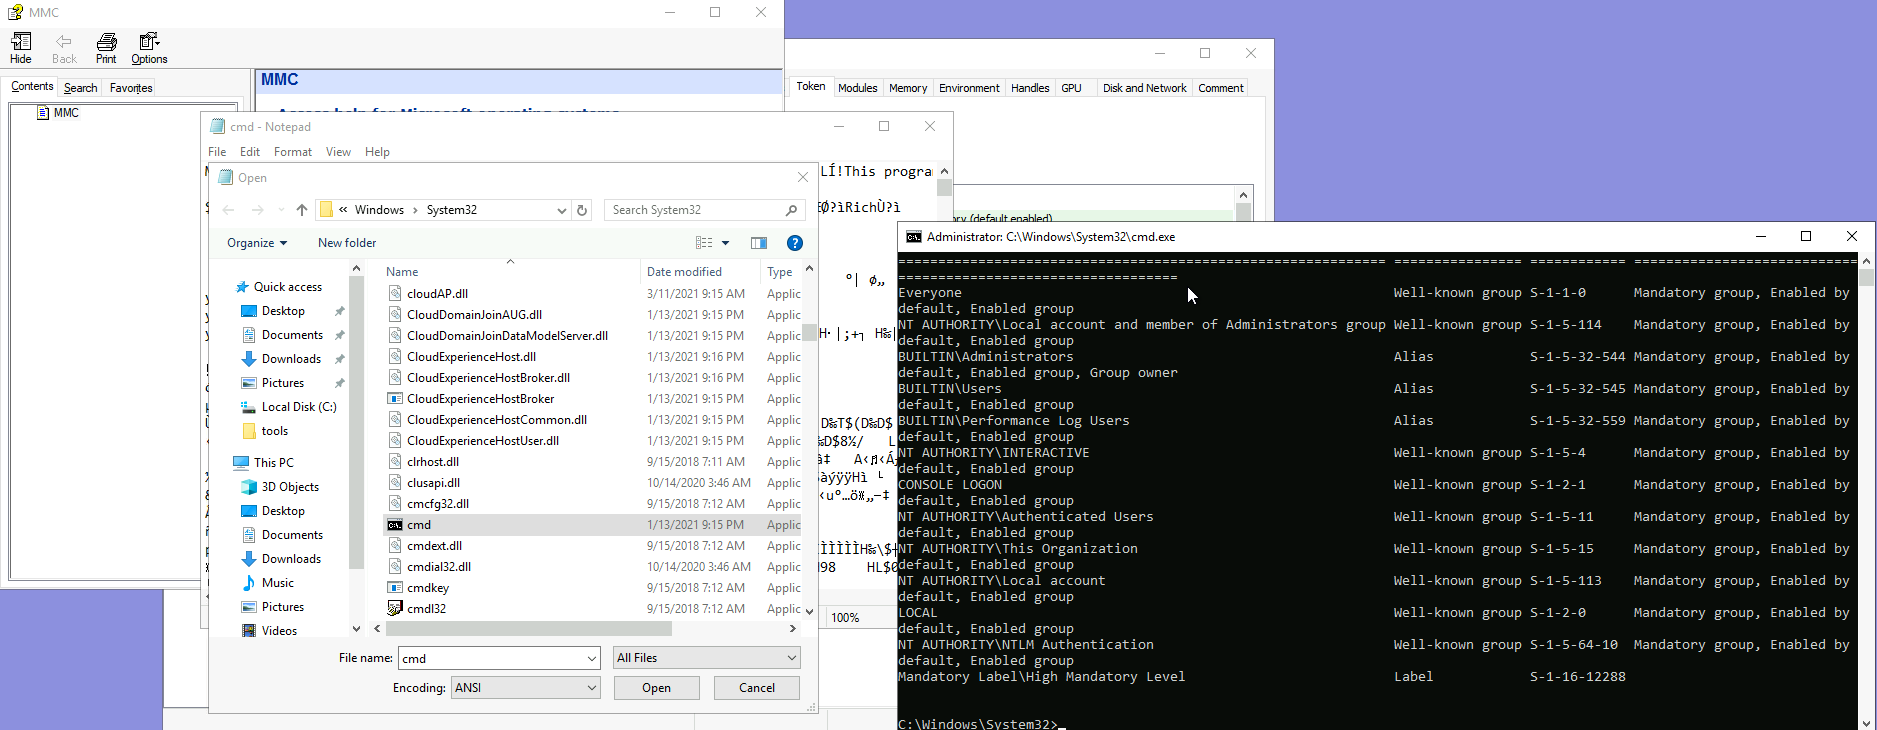 MMC
Hide
Back
Print
Options
Contents
Search
Favorites
MMC
MMC
Token
Modules
Memory
Environment
Handles
GPU
Disk and Network
Comment
(default enabled)
cmd - Notepad
File
Edit
Format
View
Help
LÍ!This progra
Ø?ìRichÙ?ì
100%
Open
« Windows › System32
Search System32
Organize
New folder
Quick access
Desktop
Documents
Downloads
Pictures
Local Disk (C:)
tools
This PC
3D Objects
Desktop
Documents
Downloads
Music
Pictures
Videos
Name Date modified Type
cloudAP.dll 3/11/2021 9:15 AM Applic
CloudDomainJoinAUG.dll 1/13/2021 9:15 PM Applic
CloudDomainJoinDataModelServer.dll 1/13/2021 9:15 PM Applic
CloudExperienceHost.dll 1/13/2021 9:16 PM Applic
CloudExperienceHostBroker.dll 1/13/2021 9:16 PM Applic
CloudExperienceHostBroker 1/13/2021 9:15 PM Applic
CloudExperienceHostCommon.dll 1/13/2021 9:15 PM Applic
CloudExperienceHostUser.dll 1/13/2021 9:15 PM Applic
clrhost.dll 9/15/2018 7:11 AM Applic
clusapi.dll 10/14/2020 3:46 AM Applic
cmcfg32.dll 9/15/2018 7:12 AM Applic
cmd 1/13/2021 9:15 PM Applic
cmdext.dll 9/15/2018 7:12 AM Applic
cmdial32.dll 10/14/2020 3:46 AM Applic
cmdkey 9/15/2018 7:12 AM Applic
cmdl32 9/15/2018 7:12 AM Applic
File name: cmd
All Files
Encoding: ANSI
Open
Cancel
Administrator: C:\Windows\System32\cmd.exe
Everyone Well-known group S-1-1-0 Mandatory group, Enabled by
default, Enabled group
NT AUTHORITY\Local account and member of Administrators group Well-known group S-1-5-114 Mandatory group, Enabled by
default, Enabled group
BUILTIN\Administrators Alias S-1-5-32-544 Mandatory group, Enabled by
default, Enabled group, Group owner
BUILTIN\Users Alias S-1-5-32-545 Mandatory group, Enabled by
default, Enabled group
BUILTIN\Performance Log Users Alias S-1-5-32-559 Mandatory group, Enabled by
default, Enabled group
NT AUTHORITY\INTERACTIVE Well-known group S-1-5-4 Mandatory group, Enabled by
default, Enabled group
CONSOLE LOGON Well-known group S-1-2-1 Mandatory group, Enabled by
default, Enabled group
NT AUTHORITY\Authenticated Users Well-known group S-1-5-11 Mandatory group, Enabled by
default, Enabled group
NT AUTHORITY\This Organization Well-known group S-1-5-15 Mandatory group, Enabled by
default, Enabled group
NT AUTHORITY\Local account Well-known group S-1-5-113 Mandatory group, Enabled by
default, Enabled group
LOCAL Well-known group S-1-2-0 Mandatory group, Enabled by
default, Enabled group
NT AUTHORITY\NTLM Authentication Well-known group S-1-5-64-10 Mandatory group, Enabled by
default, Enabled group
Mandatory Label\High Mandatory Level Label S-1-16-12288
C:\Windows\System32>